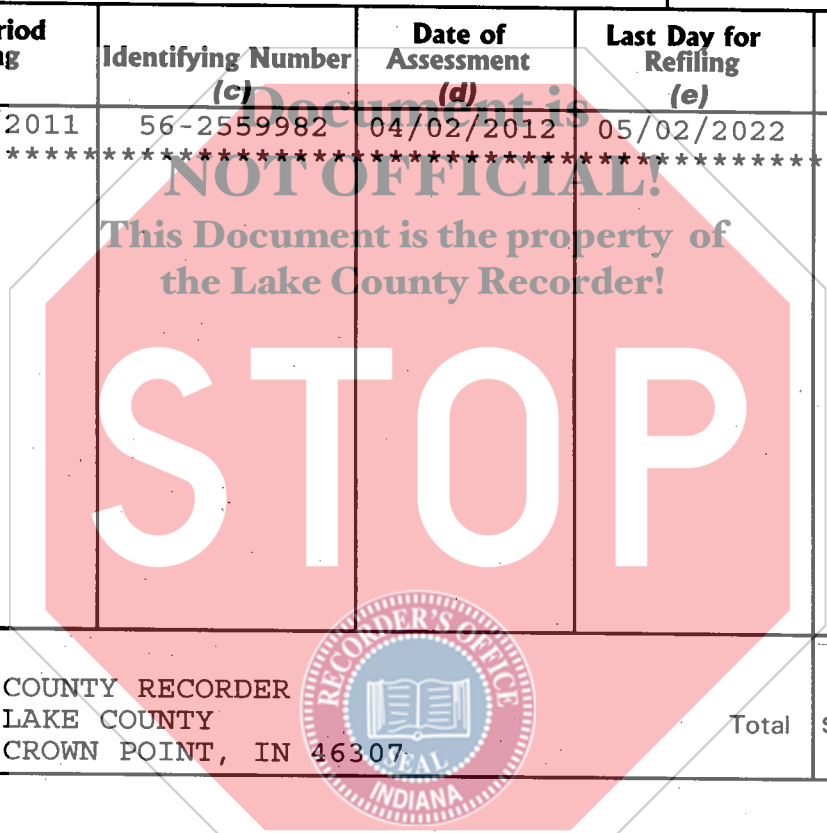 riod
ng
Identifying Number
(c)
Date of
Assessment
(d)
Last Day for
Refiling
(e)
2011 56-2559982 04/02/2012 05/02/2022
************************************************************
Document is
NOT OFFICIAL!
This Document is the property of
the Lake County Recorder!
STOP
COUNTY RECORDER
LAKE COUNTY
CROWN POINT, IN 46307
Total $
RECORDER'S OFFICE
SEAL
INDIANA